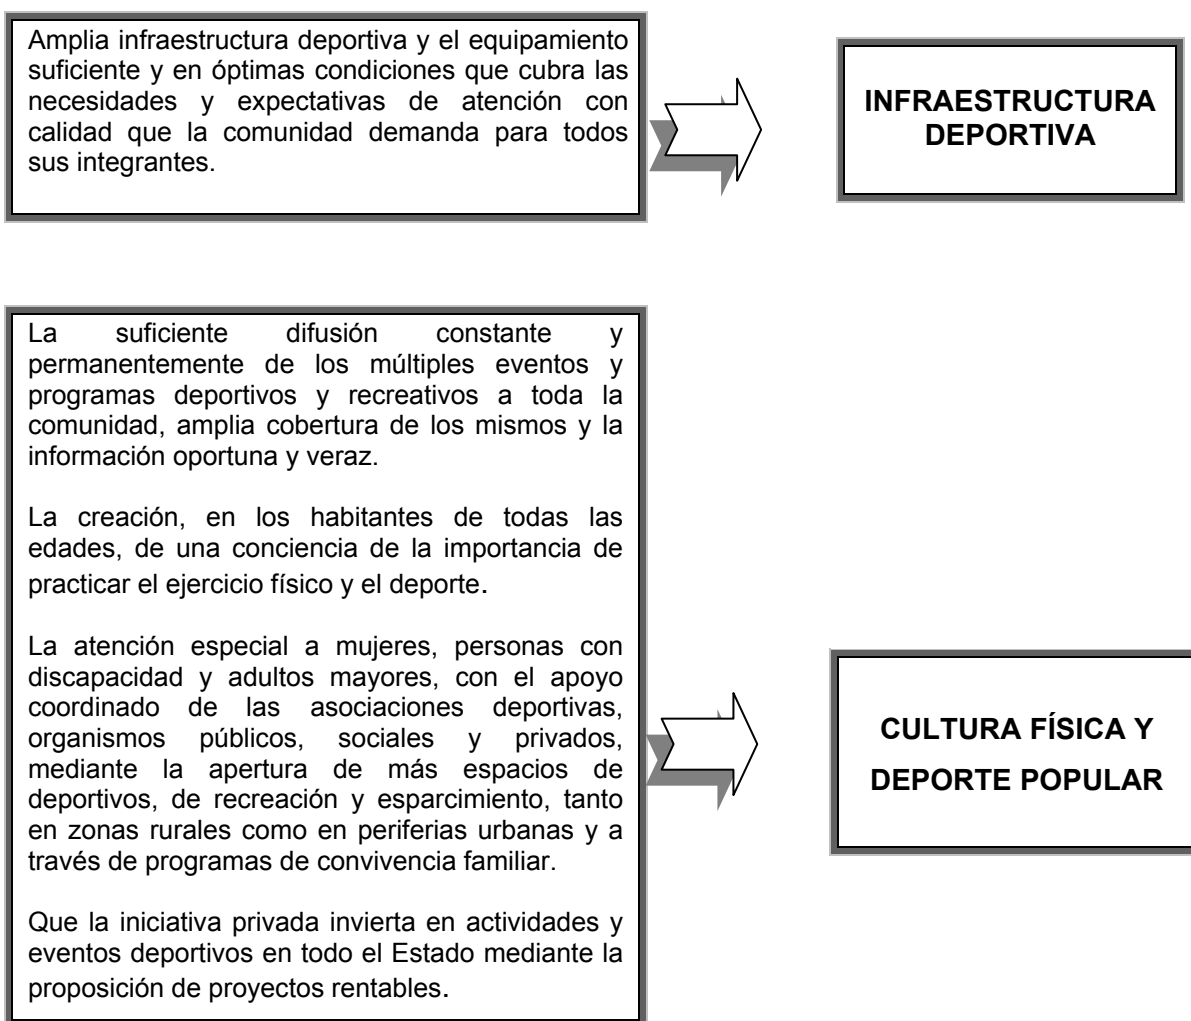 Amplia infraestructura deportiva y el equipamiento
suficiente y en óptimas condiciones que cubra las
necesidades y expectativas de atención con
calidad que la comunidad demanda para todos
sus integrantes.
INFRAESTRUCTURA
DEPORTIVA
La suficiente difusión constante y
permanentemente de los múltiples eventos y
programas deportivos y recreativos a toda la
comunidad, amplia cobertura de los mismos y la
información oportuna y veraz.
La creación, en los habitantes de todas las
edades, de una conciencia de la importancia de
practicar el ejercicio físico y el deporte.
La atención especial a mujeres, personas con
discapacidad y adultos mayores, con el apoyo
coordinado de las asociaciones deportivas,
organismos públicos, sociales y privados,
mediante la apertura de más espacios de
deportivos, de recreación y esparcimiento, tanto
en zonas rurales como en periferias urbanas y a
través de programas de convivencia familiar.
Que la iniciativa privada invierta en actividades y
eventos deportivos en todo el Estado mediante la
proposición de proyectos rentables.
CULTURA FÍSICA Y
DEPORTE POPULAR